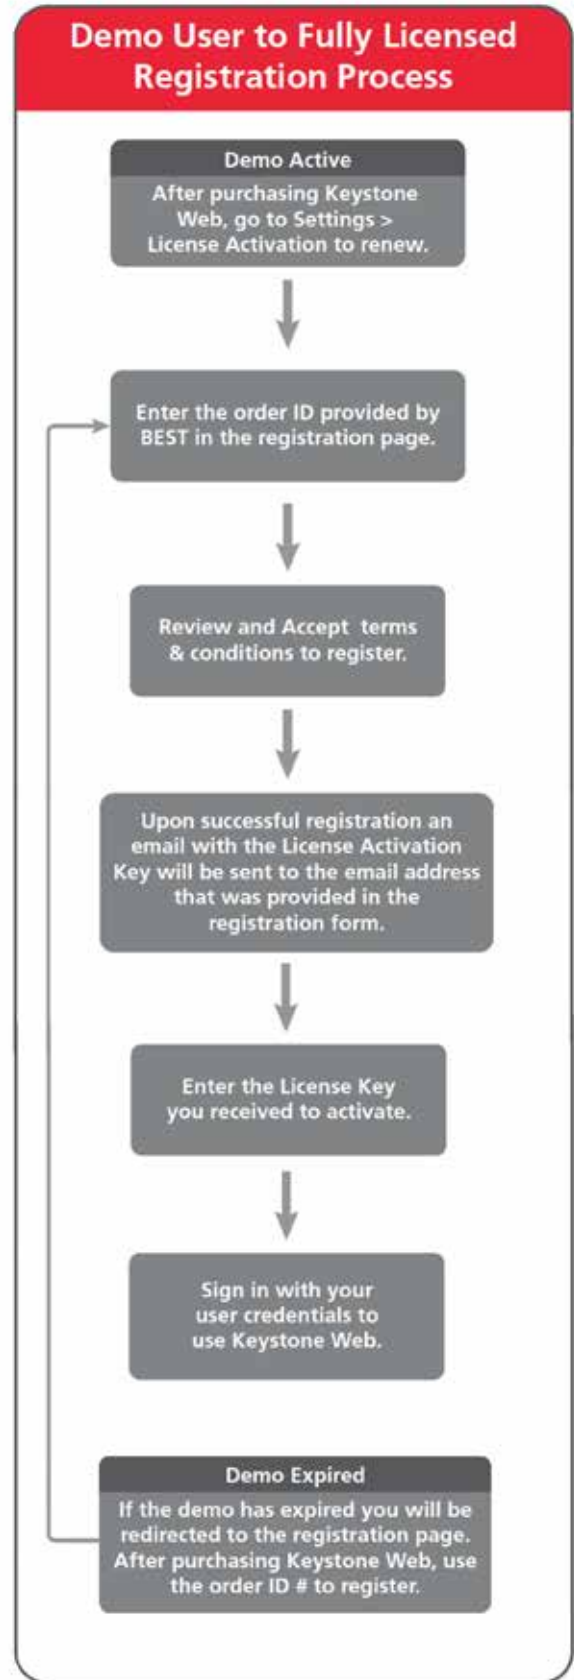 Demo User to Fully Licensed
Registration Process
Demo Active
After purchasing Keystone
Web, go to Settings >
License Activation to renew.
Enter the order ID provided by
BEST in the registration page.
Review and Accept terms
& conditions to register.
Upon successful registration an
email with the License Activation
Key will be sent to the email address
that was provided in the
registration form.
Enter the License Key
you received to activate.
Sign in with your
user credentials to
use Keystone Web.
Demo Expired
If the demo has expired you will be
redirected to the registration page.
After purchasing Keystone Web, use
the order ID # to register.